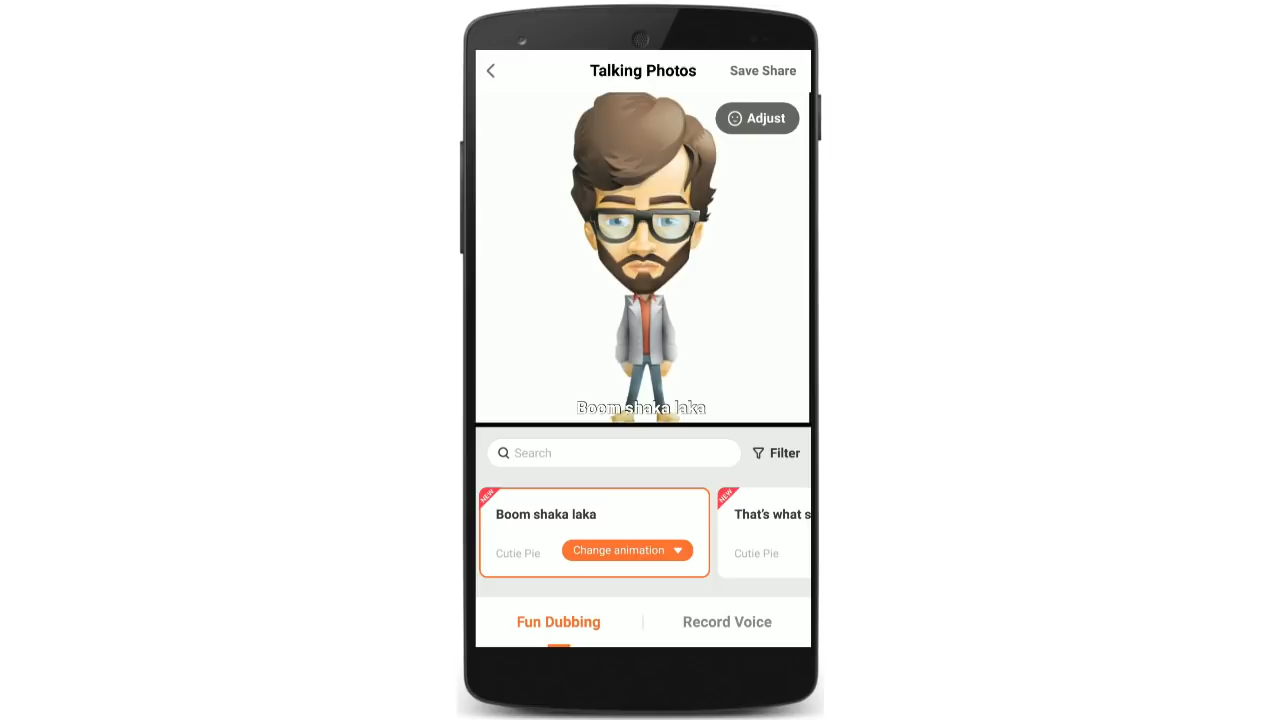 Talking Photos
Save Share
Adjust
Boom shaka laka
Search
Filter
NEW
Boom shaka laka
Cutie Pie
Change animation
NEW
That's what s
Cutie Pie
Fun Dubbing
Record Voice